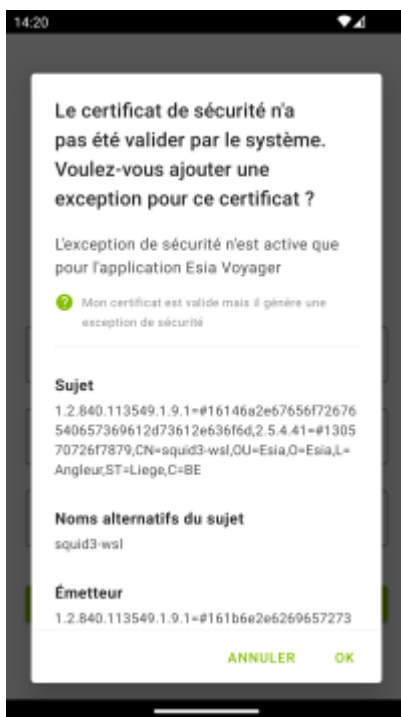 14:20
Le certificat de sécurité n'a
pas été valider par le système.
Voulez-vous ajouter une
exception pour ce certificat ?
L'exception de sécurité n'est active que
pour l'application Esia Voyager
Mon certificat est valide mais il génère une
exception de sécurité
Sujet
1.2.840.113549.1.9.1=#16146a2e67656f72676
540657369612d73612e636f6d,2.5.4.41=#1305
70726f7879,CN=squid3-wsl,OU=Esia,O=Esia,L=
Angleur,ST=Liege,C=BE
Noms alternatifs du sujet
squid3-wsl
Émetteur
1.2.840.113549.1.9.1=#161b6e2e6269657273
ANNULER OK